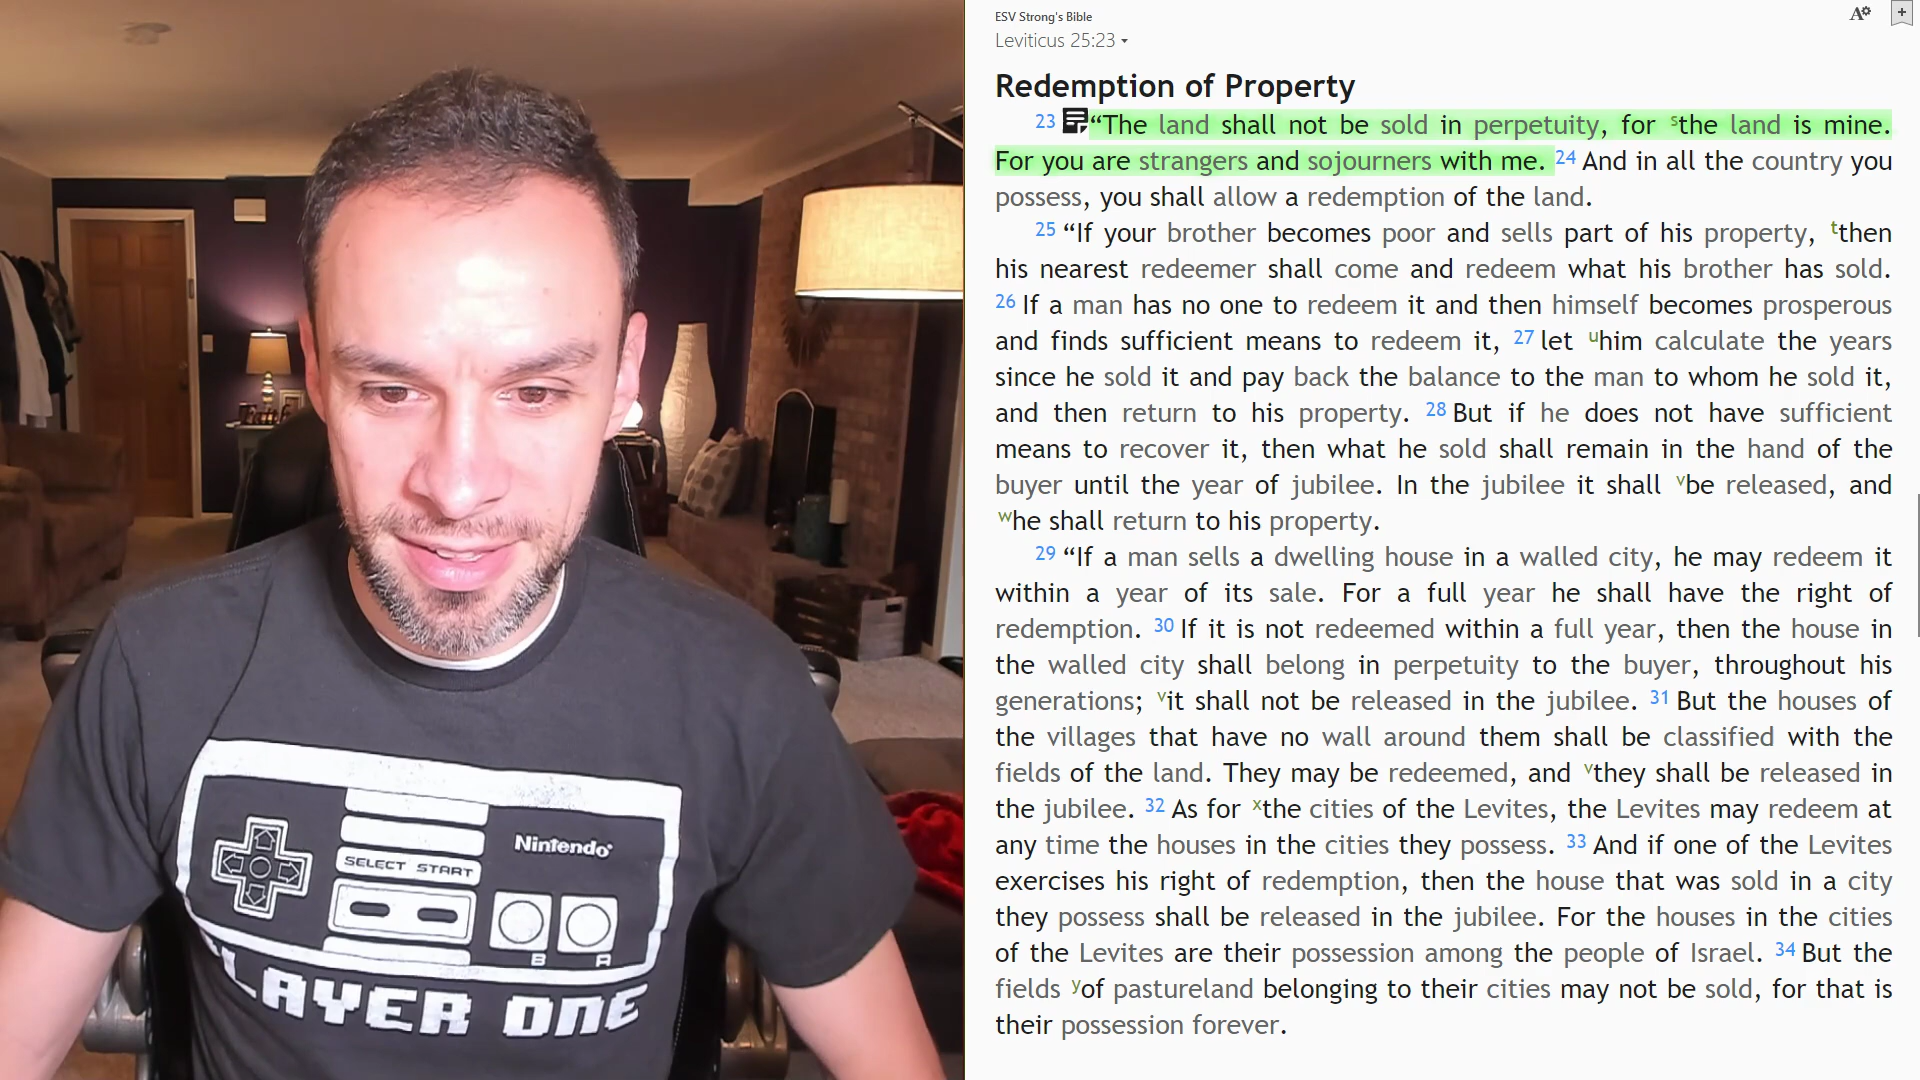 Faith
Nintendo
SELECT START
B A
LAYER ONE
ESV Strong's Bible
Leviticus 25:23
Redemption of Property
23 “The land shall not be sold in perpetuity, for sthe land is mine.
For you are strangers and sojourners with me. 24 And in all the country you
possess, you shall allow a redemption of the land.
25 “If your brother becomes poor and sells part of his property, tthen
his nearest redeemer shall come and redeem what his brother has sold.
26 If a man has no one to redeem it and then himself becomes prosperous
and finds sufficient means to redeem it, 27 let uhim calculate the years
since he sold it and pay back the balance to the man to whom he sold it,
and then return to his property. 28 But if he does not have sufficient
means to recover it, then what he sold shall remain in the hand of the
buyer until the year of jubilee. In the jubilee it shall vbe released, and
whe shall return to his property.
29 “If a man sells a dwelling house in a walled city, he may redeem it
within a year of its sale. For a full year he shall have the right of
redemption. 30 If it is not redeemed within a full year, then the house in
the walled city shall belong in perpetuity to the buyer, throughout his
generations; vit shall not be released in the jubilee. 31 But the houses of
the villages that have no wall around them shall be classified with the
fields of the land. They may be redeemed, and vthey shall be released in
the jubilee. 32 As for xthe cities of the Levites, the Levites may redeem at
any time the houses in the cities they possess. 33 And if one of the Levites
exercises his right of redemption, then the house that was sold in a city
they possess shall be released in the jubilee. For the houses in the cities
of the Levites are their possession among the people of Israel. 34 But the
fields yof pastureland belonging to their cities may not be sold, for that is
their possession forever.